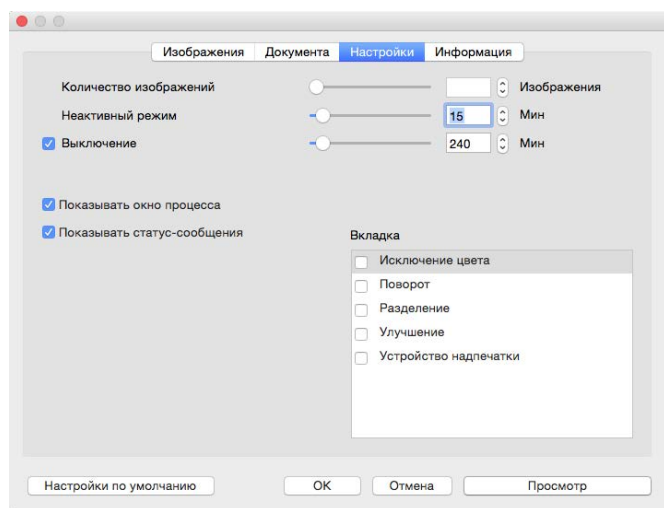 Изображения Документа Настройки Информация
Количество изображений Изображения
Неактивный режим 15 Мин
Выключение 240 Мин
Показывать окно процесса
Показывать статус-сообщения
Вкладка
Исключение цвета
Поворот
Разделение
Улучшение
Устройство надпечатки
Настройки по умолчанию OK Отмена Просмотр